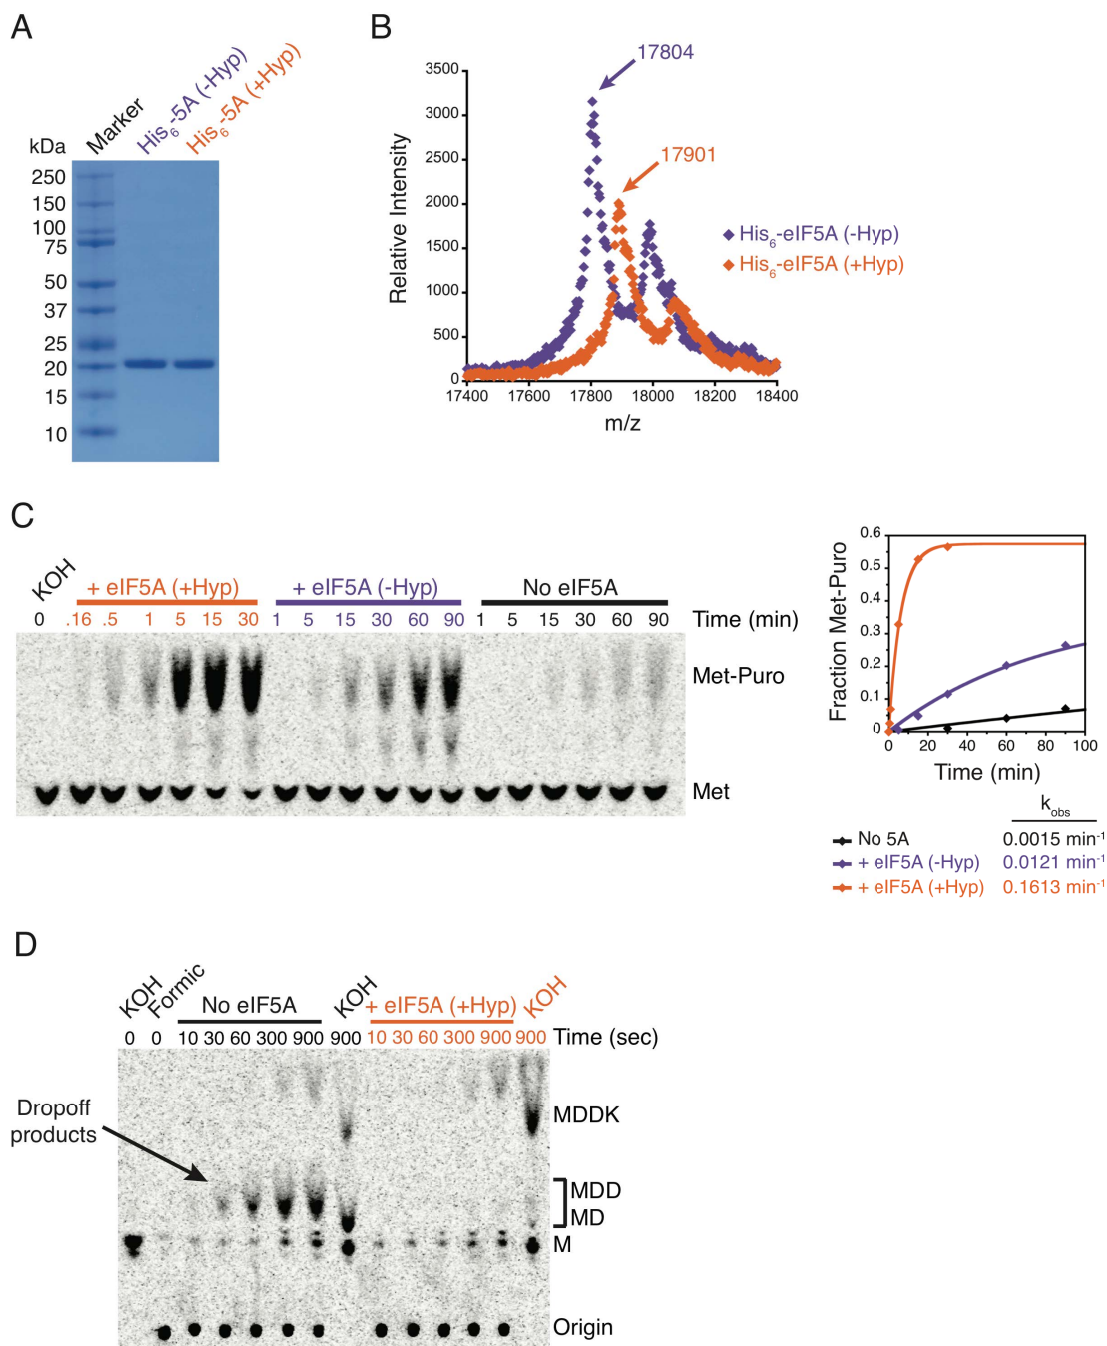 A
kDa
Marker
His6-5A (-Hyp)
His6-5A (+Hyp)
250
150
100
75
50
37
25
20
15
10
B
17804
17901
Relative Intensity
3500
3000
2500
2000
1500
1000
500
0
17400 17600 17800 18000 18200 18400
m/z
His6-eIF5A (-Hyp)
His6-eIF5A (+Hyp)
C
KOH
+ eIF5A (+Hyp)
+ eIF5A (-Hyp)
No eIF5A
0 .16 .5 1 5 15 30 1 5 15 30 60 90 1 5 15 30 60 90 Time (min)
Met-Puro
Met
Fraction Met-Puro
0.6
0.5
0.4
0.3
0.2
0.1
0
0 20 40 60 80 100
Time (min)
kobs
No 5A 0.0015 min-1
+ eIF5A (-Hyp) 0.0121 min-1
+ eIF5A (+Hyp) 0.1613 min-1
D
KOH
Formic
No eIF5A
KOH
+ eIF5A (+Hyp)
KOH
0 0 10 30 60 300 900 900 10 30 60 300 900 900 Time (sec)
Dropoff
products
MDDK
MDD
MD
M
Origin